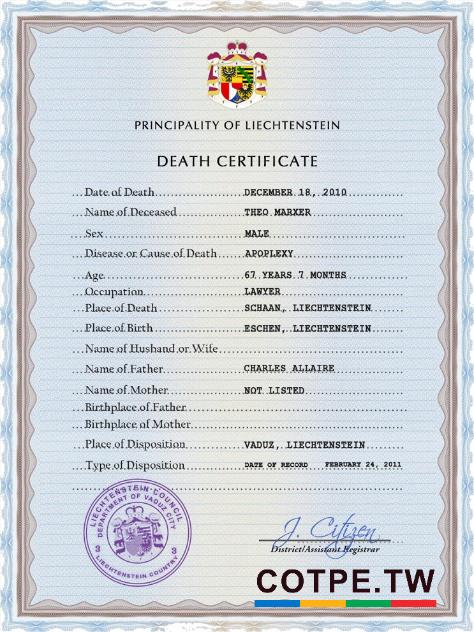 PRINCIPALITY OF LIECHTENSTEIN
DEATH CERTIFICATE
Date of Death DECEMBER 18, 2010
Name of Deceased THEO MARXER
Sex MALE
Disease or Cause of Death APOPLEXY
Age 67 YEARS 7 MONTHS
Occupation LAWYER
Place of Death SCHAAN, LIECHTENSTEIN
Place of Birth ESCHEN, LIECHTENSTEIN
Name of Husband or Wife
Name of Father CHARLES ALLAIRE
Name of Mother NOT LISTED
Birthplace of Father
Birthplace of Mother
Place of Disposition VADUZ, LIECHTENSTEIN
Type of Disposition DATE OF RECORD FEBRUARY 24, 2011
LIECHTENSTEIN COUNCIL
DEPARTMENT OF VADUZ CITY
3 3
LIECHTENSTEIN COUNTRY
J. Citizen
District/Assistant Registrar
COTPE.TW